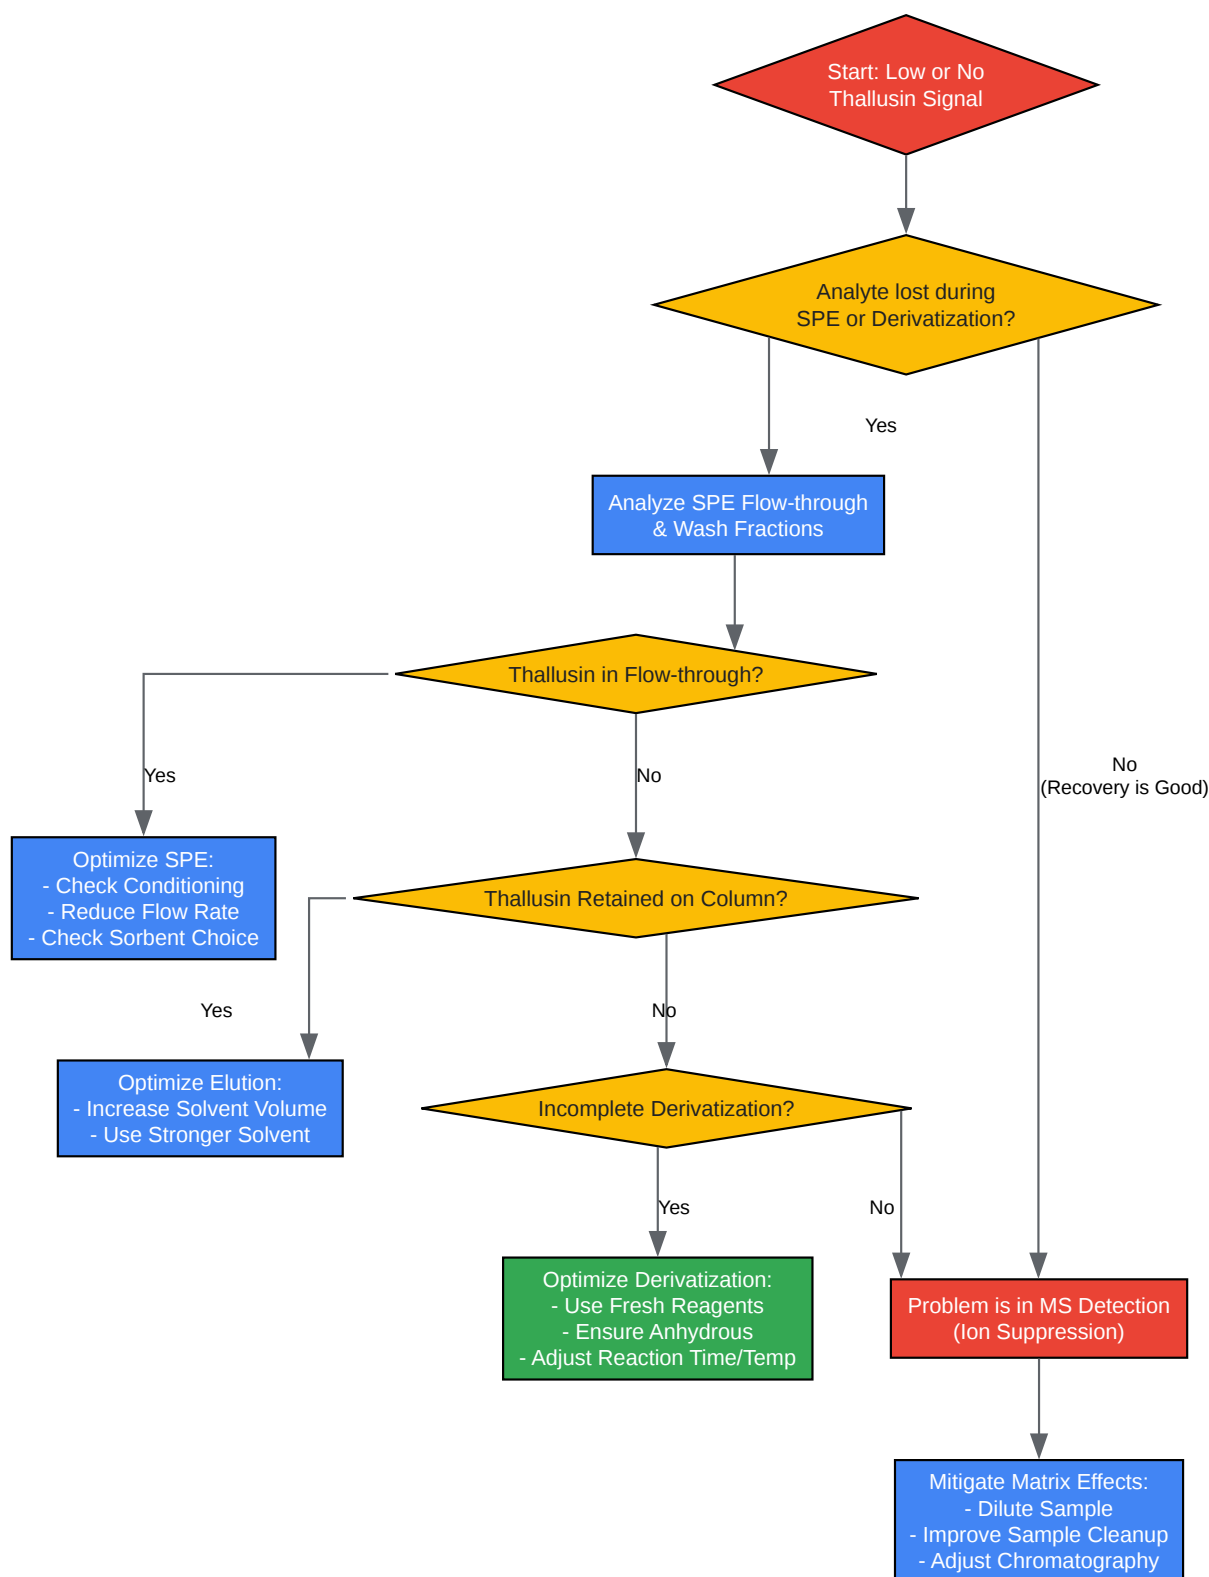 Start: Low or No
Thallusin Signal
Analyte lost during
SPE or Derivatization?
Yes
Analyze SPE Flow-through
& Wash Fractions
Thallusin in Flow-through?
Yes
No
No
(Recovery is Good)
Optimize SPE:
- Check Conditioning
- Reduce Flow Rate
- Check Sorbent Choice
Thallusin Retained on Column?
Yes
No
Optimize Elution:
- Increase Solvent Volume
- Use Stronger Solvent
Incomplete Derivatization?
Yes
No
Optimize Derivatization:
- Use Fresh Reagents
- Ensure Anhydrous
- Adjust Reaction Time/Temp
Problem is in MS Detection
(Ion Suppression)
Mitigate Matrix Effects:
- Dilute Sample
- Improve Sample Cleanup
- Adjust Chromatography